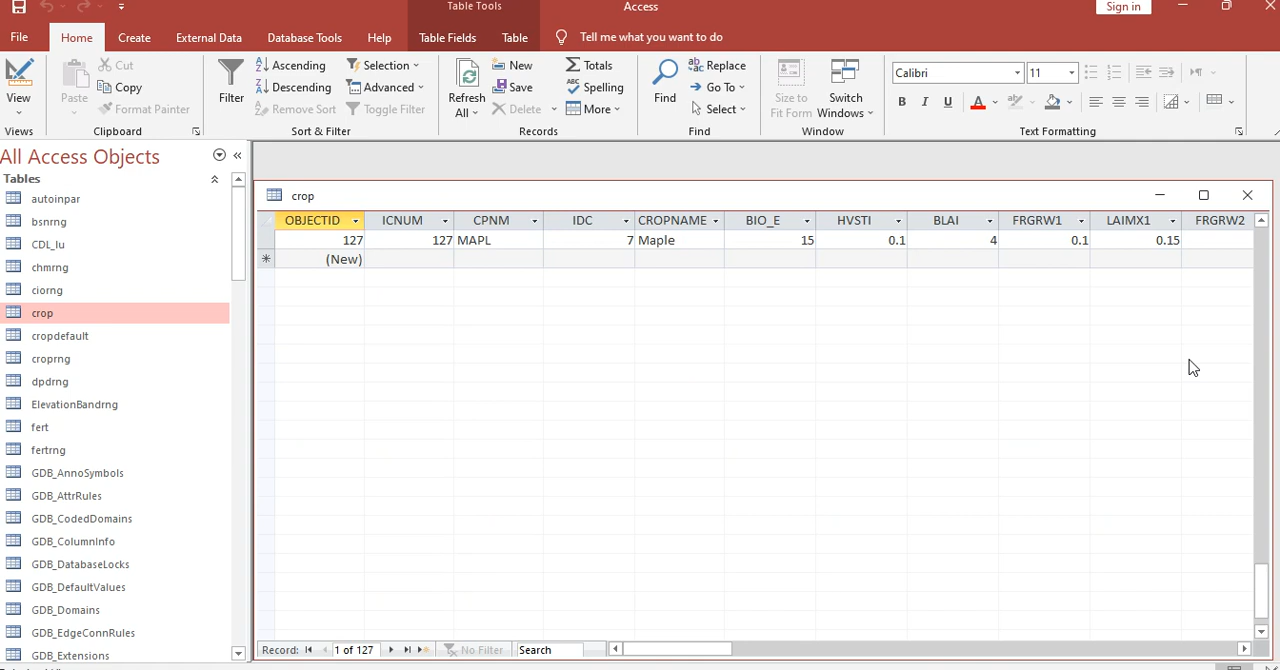 Table Tools
Access
Sign in
File
Home
Create
External Data
Database Tools
Help
Table Fields
Table
Tell me what you want to do
View
Views
Paste
Cut
Copy
Format Painter
Clipboard
Filter
Ascending
Descending
Remove Sort
Selection
Advanced
Toggle Filter
Sort & Filter
Refresh
All
New
Save
Delete
Totals
Spelling
More
Records
Find
Replace
Go To
Select
Find
Size to
Fit Form
Switch
Windows
Window
Calibri
11
B I U A
Text Formatting
All Access Objects
Tables
autoinpar
bsnrng
CDL_lu
chmrng
ciorng
crop
cropdefault
croprng
dpdrng
ElevationBandrng
fert
fertrng
GDB_AnnoSymbols
GDB_AttrRules
GDB_CodedDomains
GDB_ColumnInfo
GDB_DatabaseLocks
GDB_DefaultValues
GDB_Domains
GDB_EdgeConnRules
GDB_Extensions
crop
OBJECTID ICNUM CPNM IDC CROPNAME BIO_E HVSTI BLAI FRGRW1 LAIMX1 FRGRW2
127 127 MAPL 7 Maple 15 0.1 4 0.1 0.15
(New)
Record: 1 of 127 No Filter Search